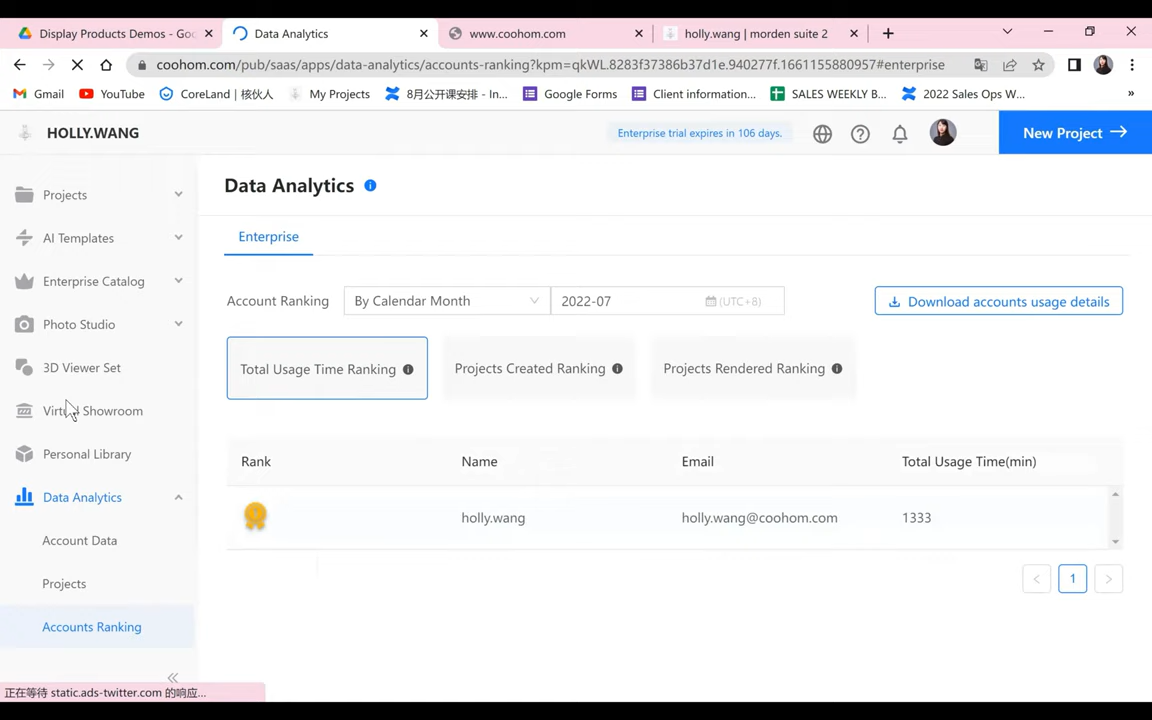 Display Products Demos - Goo
Data Analytics
www.coohom.com
holly.wang | morden suite 2
coohom.com/pub/saas/apps/data-analytics/accounts-ranking?kpm=qkWL.8283f37386b37d1e.940277f.1661155880957#enterprise
Gmail YouTube CoreLand | 核伙人 My Projects 8月公开课安排 - In... Google Forms Client information... SALES WEEKLY B... 2022 Sales Ops W... »
HOLLY.WANG
Enterprise trial expires in 106 days.
New Project
Projects
AI Templates
Enterprise Catalog
Photo Studio
3D Viewer Set
Virtual Showroom
Personal Library
Data Analytics
Account Data
Projects
Accounts Ranking
Data Analytics
Enterprise
Account Ranking By Calendar Month 2022-07 (UTC+8) Download accounts usage details
Total Usage Time Ranking Projects Created Ranking Projects Rendered Ranking
Rank Name Email Total Usage Time(min)
holly.wang holly.wang@coohom.com 1333
1
正在等待 static.ads-twitter.com 的响应...